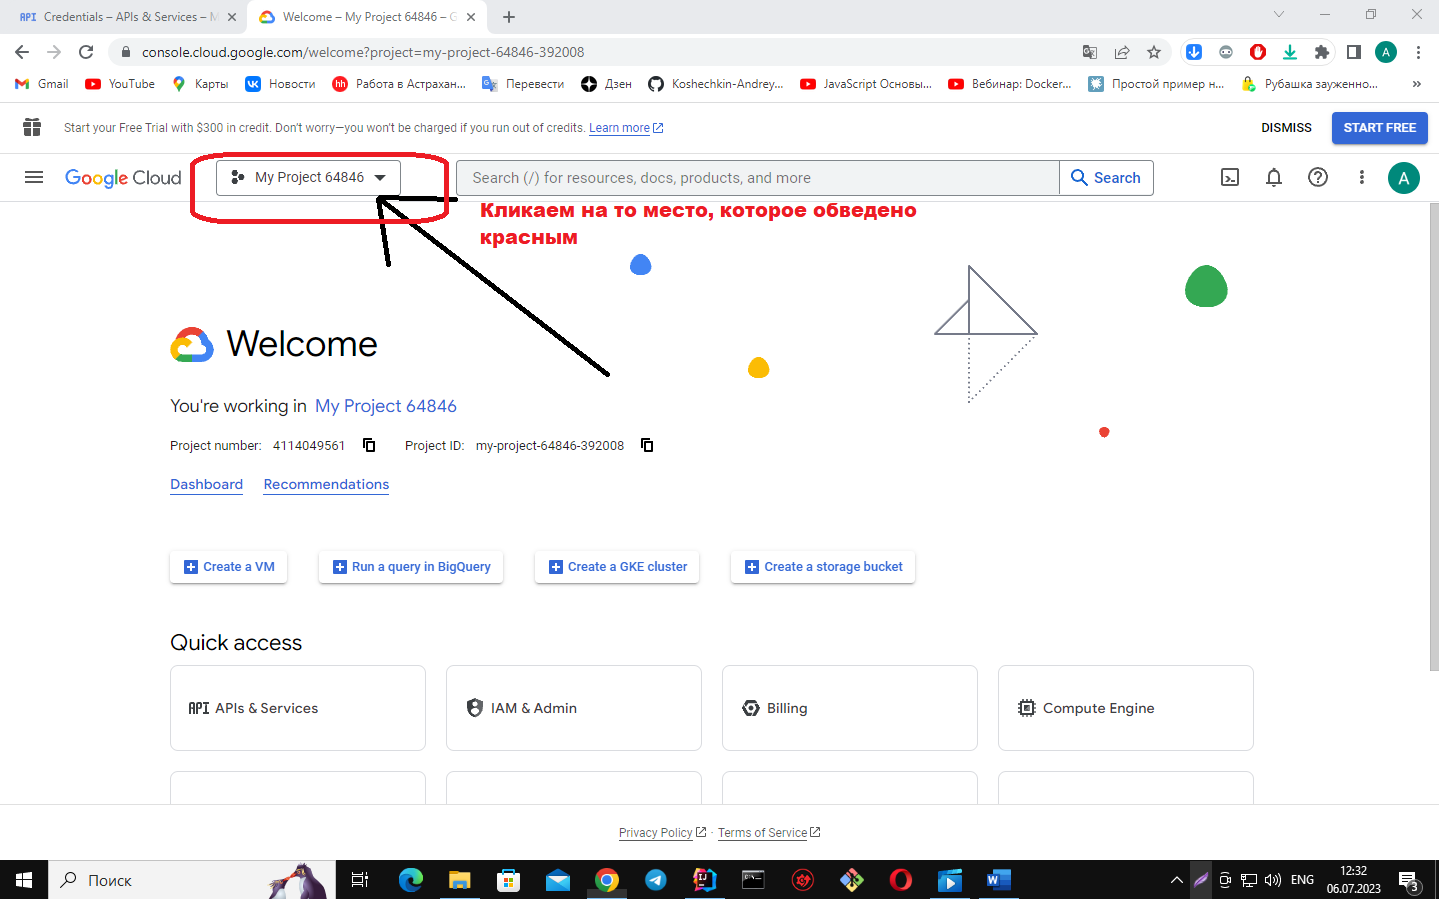 API Credentials – APIs & Services – M
Welcome – My Project 64846 – G
console.cloud.google.com/welcome?project=my-project-64846-392008
A
Gmail
YouTube
Карты
Новости
hh Работа в Астрахан...
Перевести
Дзен
Koshechkin-Andrey...
JavaScript Основы...
Вебинар: Docker...
Простой пример н...
Рубашка зауженно...
»
Start your Free Trial with $300 in credit. Don't worry—you won't be charged if you run out of credits. Learn more
DISMISS
START FREE
Google Cloud
My Project 64846
Search (/) for resources, docs, products, and more
Search
A
Кликаем на то место, которое обведено
красным
Welcome
You're working in My Project 64846
Project number: 4114049561
Project ID: my-project-64846-392008
Dashboard
Recommendations
Create a VM
Run a query in BigQuery
Create a GKE cluster
Create a storage bucket
Quick access
API APIs & Services
IAM & Admin
Billing
Compute Engine
Privacy Policy · Terms of Service
Поиск
ENG
12:32
06.07.2023
3